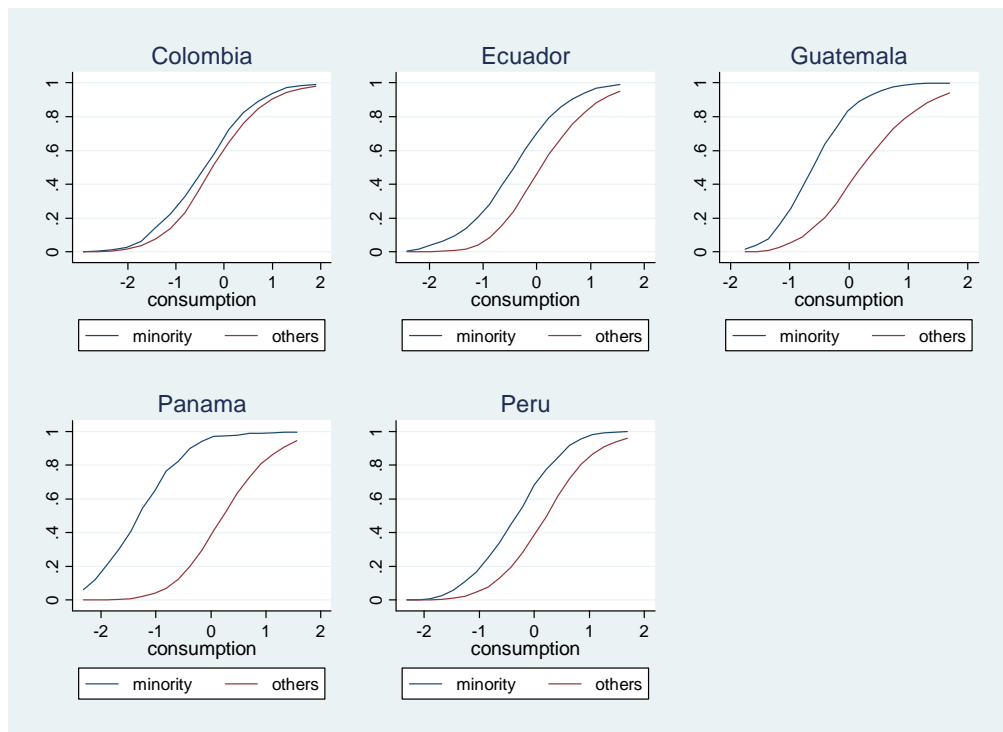 Colombia
Ecuador
Guatemala
0 .2 .4 .6 .8 1
0 .2 .4 .6 .8 1
0 .2 .4 .6 .8 1
-2 -1 0 1 2
-2 -1 0 1 2
-2 -1 0 1 2
consumption
consumption
consumption
minority others
minority others
minority others
Panama
Peru
0 .2 .4 .6 .8 1
0 .2 .4 .6 .8 1
-2 -1 0 1 2
-2 -1 0 1 2
consumption
consumption
minority others
minority others